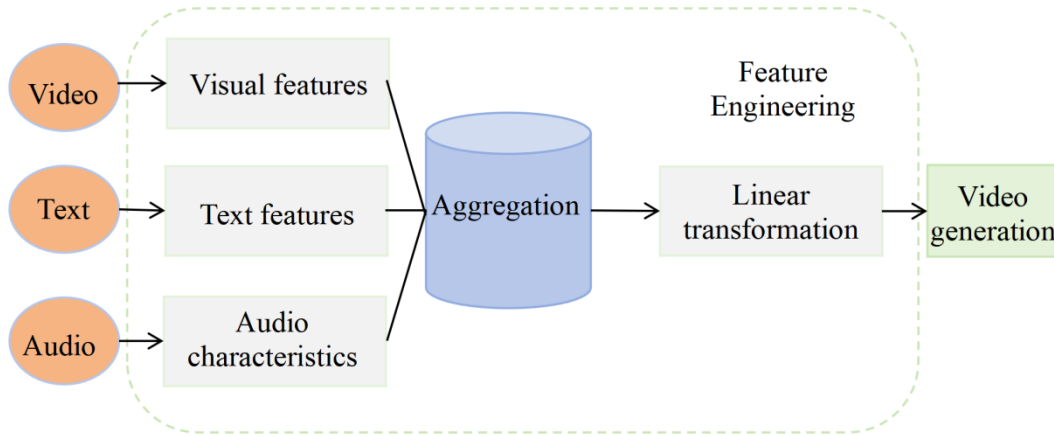 Video
Visual features
Feature
Engineering
Text
Text features
Aggregation
Linear
transformation
Video
generation
Audio
Audio
characteristics